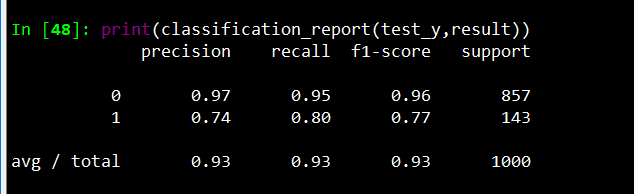 In [48]: print(classification_report(test_y,result))
precision recall f1-score support
0 0.97 0.95 0.96 857
1 0.74 0.80 0.77 143
avg / total 0.93 0.93 0.93 1000